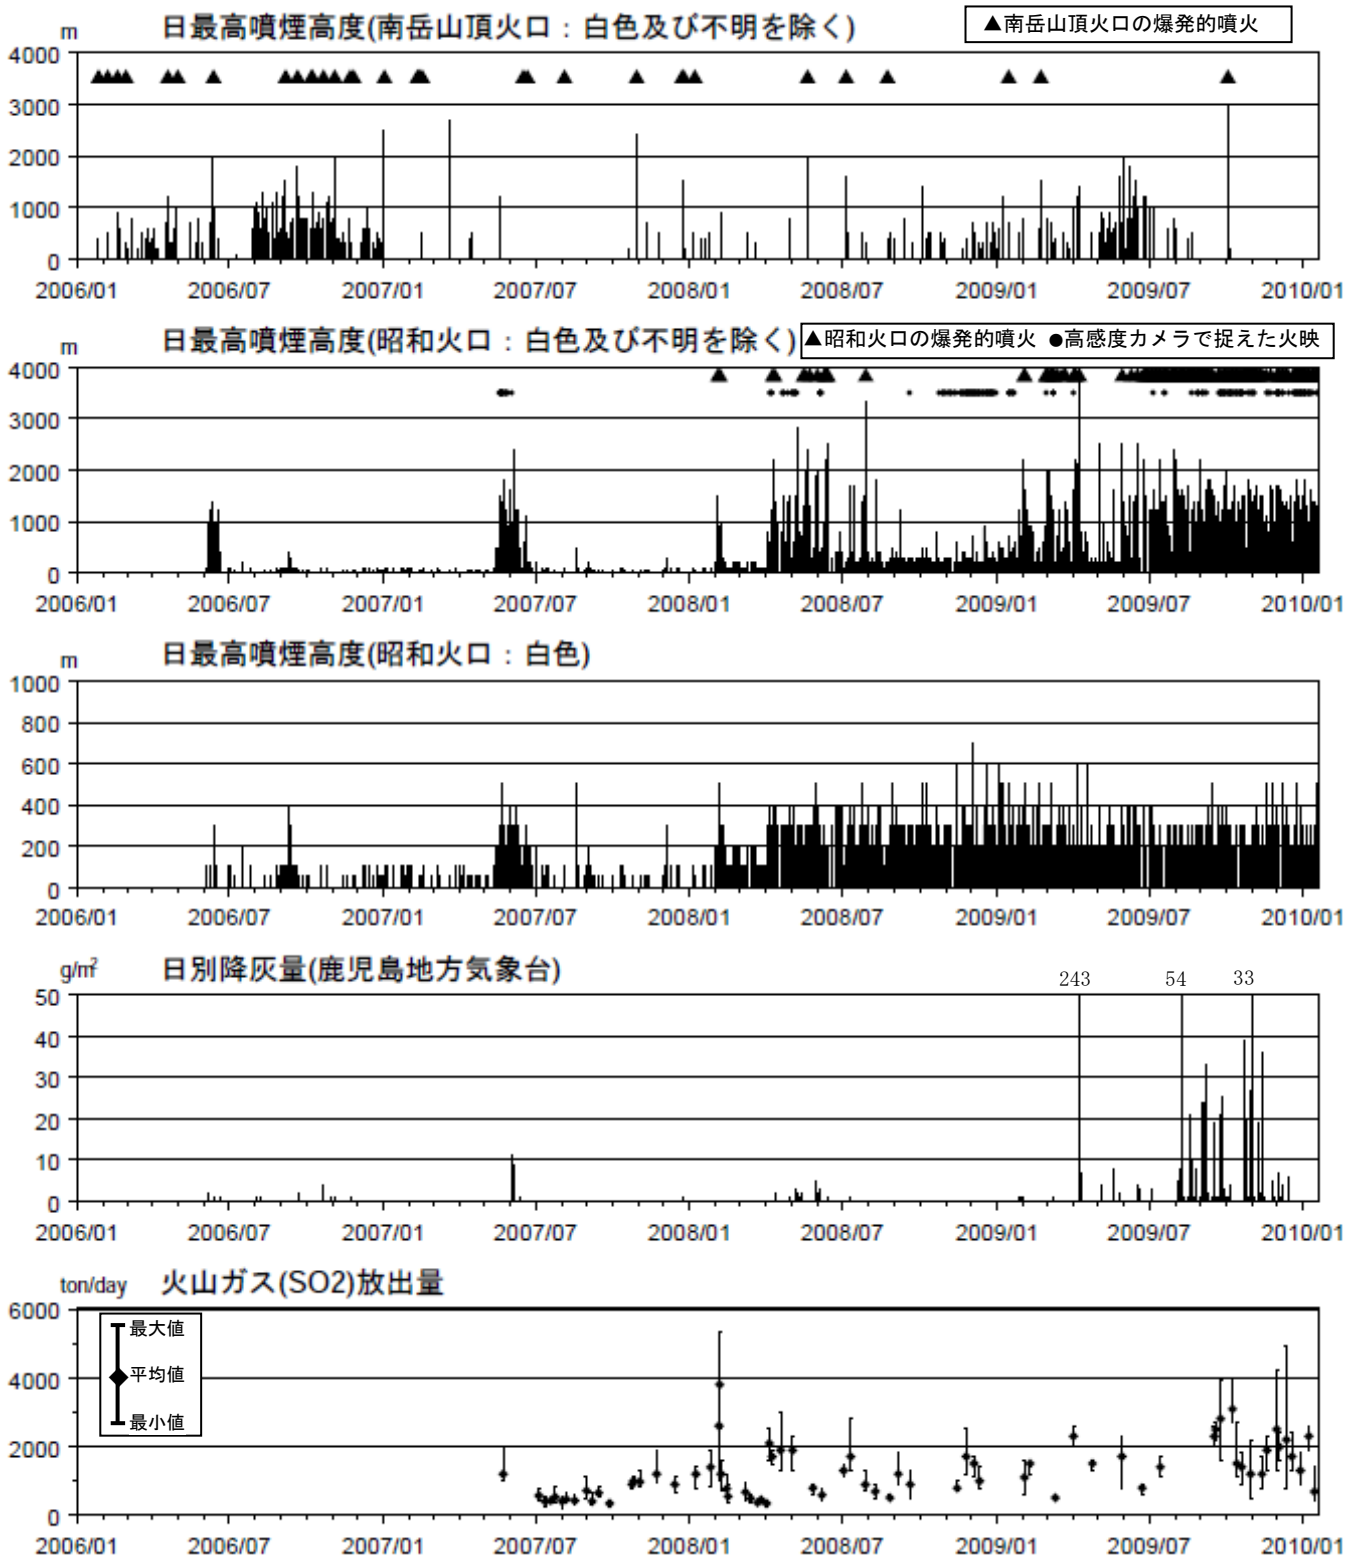 日最高噴煙高度(南岳山頂火口：白色及び不明を除く)
▲南岳山頂火口の爆発的噴火
m
4000
3000
2000
1000
0
2006/01 2006/07 2007/01 2007/07 2008/01 2008/07 2009/01 2009/07 2010/01
日最高噴煙高度(昭和火口：白色及び不明を除く)
▲昭和火口の爆発的噴火 ●高感度カメラで捉えた火映
m
4000
3000
2000
1000
0
2006/01 2006/07 2007/01 2007/07 2008/01 2008/07 2009/01 2009/07 2010/01
日最高噴煙高度(昭和火口：白色)
m
1000
800
600
400
200
0
2006/01 2006/07 2007/01 2007/07 2008/01 2008/07 2009/01 2009/07 2010/01
g/㎡ 日別降灰量(鹿児島地方気象台)
243 54 33
50
40
30
20
10
0
2006/01 2006/07 2007/01 2007/07 2008/01 2008/07 2009/01 2009/07 2010/01
ton/day 火山ガス(SO2)放出量
6000
4000
2000
0
最大値
平均値
最小値
2006/01 2006/07 2007/01 2007/07 2008/01 2008/07 2009/01 2009/07 2010/01